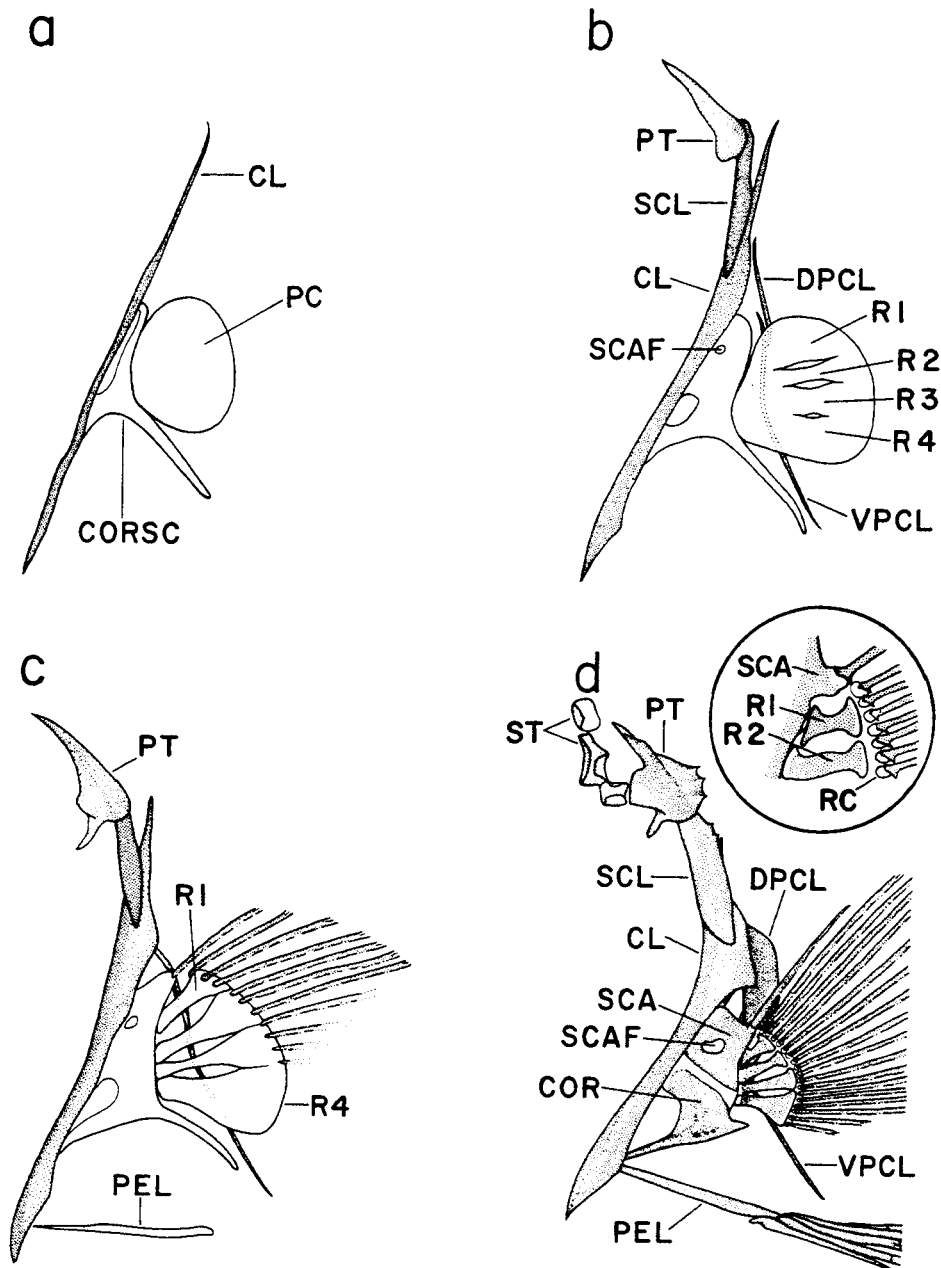 a
CL
PC
CORSC
b
PT
SCL
CL
DPCL
R1
SCAF
R2
R3
R4
VPCL
c
PT
R1
R4
PEL
d
ST
PT
SCA
R1
R2
RC
SCL
DPCL
CL
SCA
SCAF
COR
VPCL
PEL